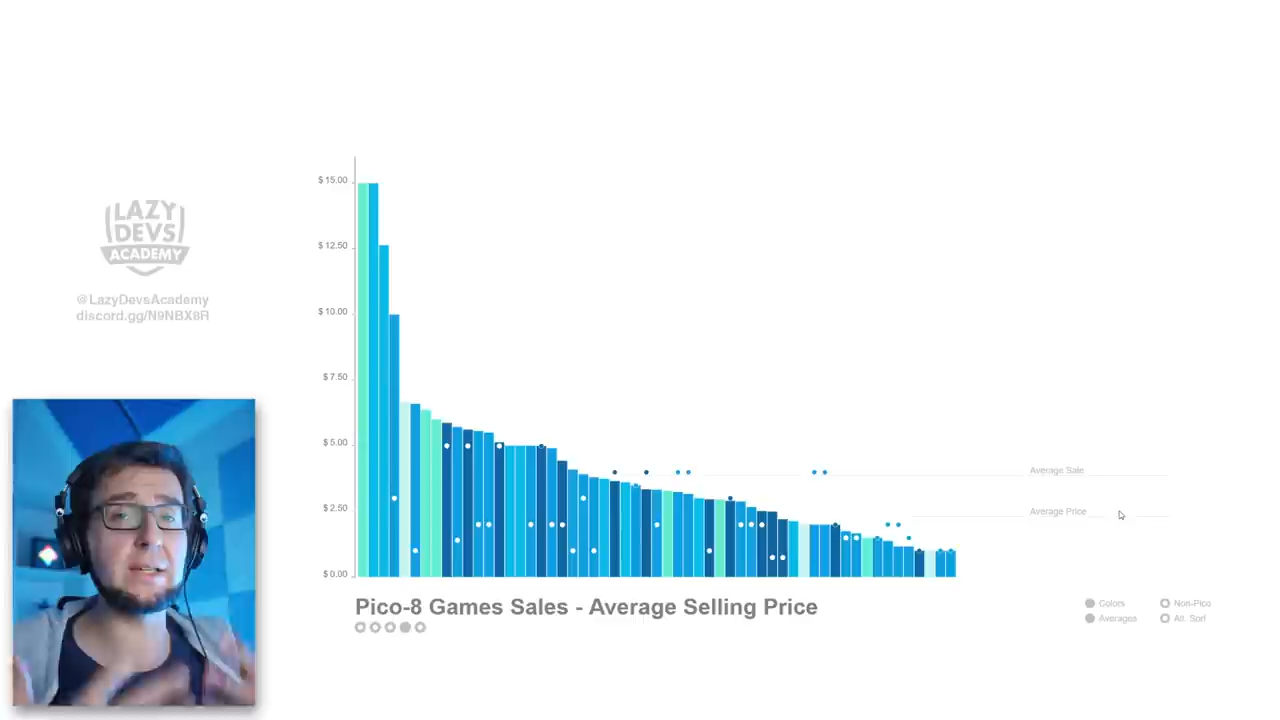 $ 15.00
$ 12.50
$ 10.00
$ 7.50
$ 5.00
$ 2.50
$ 0.00
LAZY
DEVS
ACADEMY
@LazyDevsAcademy
discord.gg/N9NBX8R
Average Sale
Average Price
Pico-8 Games Sales - Average Selling Price
Colors
Non-Pico
Averages
Alt. Sort